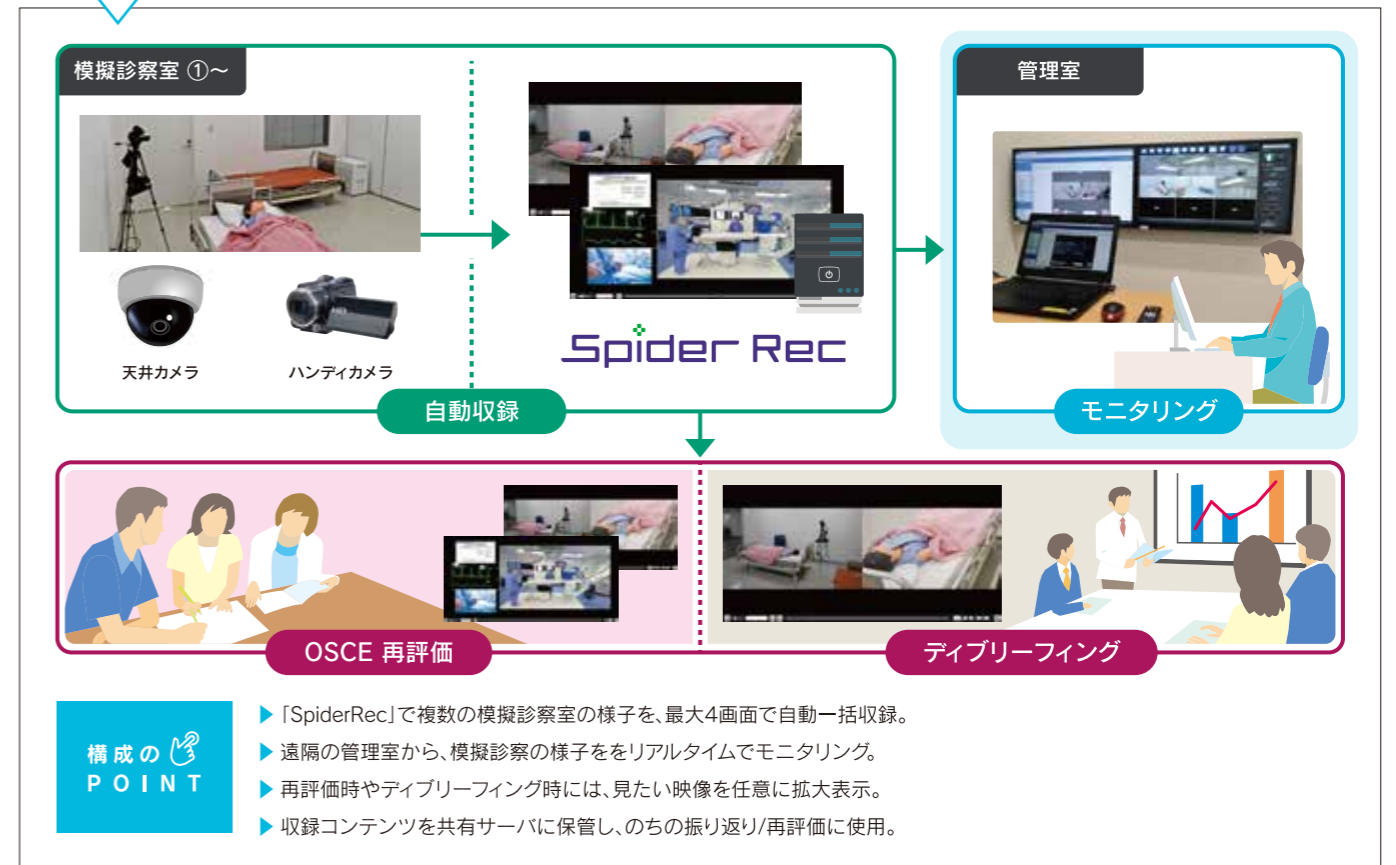 模擬診察室 ①～
管理室
天井カメラ
ハンディカメラ
Spider Rec
自動収録
モニタリング
OSCE 再評価
ディブリーフィング
構成の
POINT
▶「SpiderRec」で複数の模擬診察室の様子を、最大4画面で自動一括収録。
▶ 遠隔の管理室から、模擬診察の様子ををリアルタイムでモニタリング。
▶ 再評価時やディブリーフィング時には、見たい映像を任意に拡大表示。
▶ 収録コンテンツを共有サーバに保管し、のちの振り返り/再評価に使用。